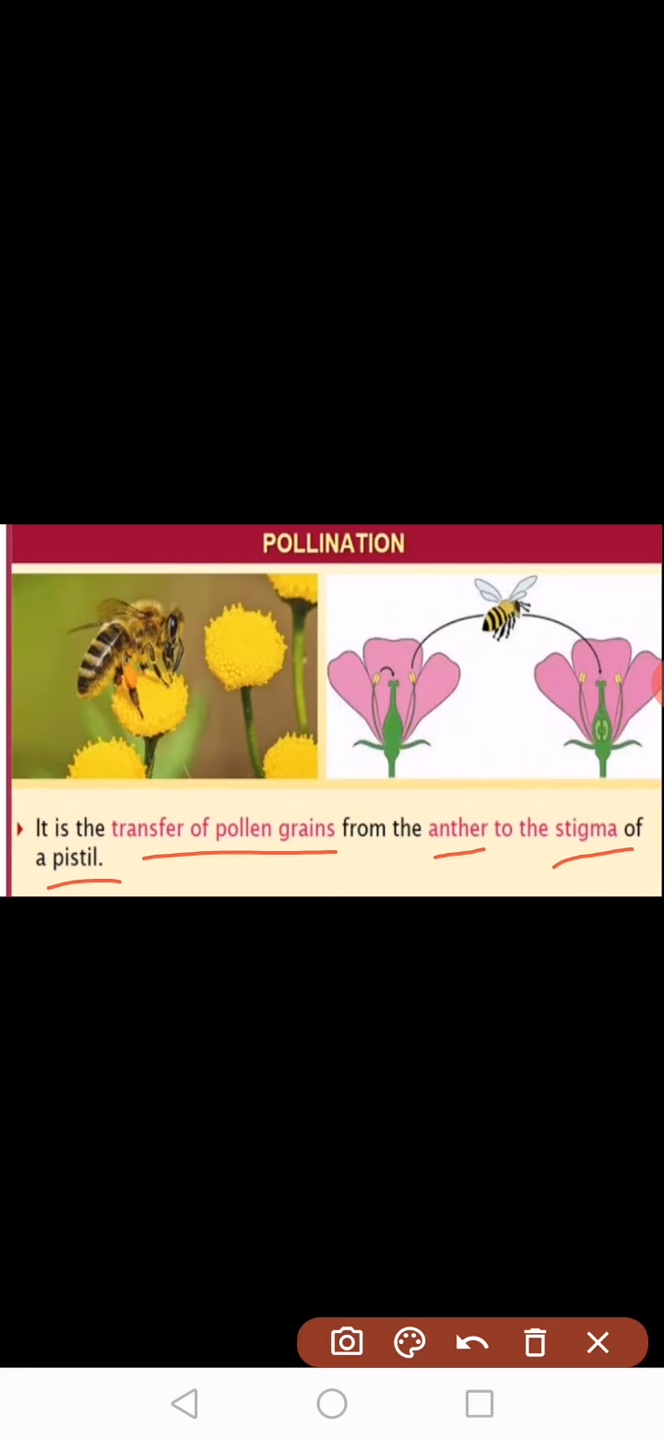 POLLINATION
It is the transfer of pollen grains from the anther to the stigma of
a pistil.